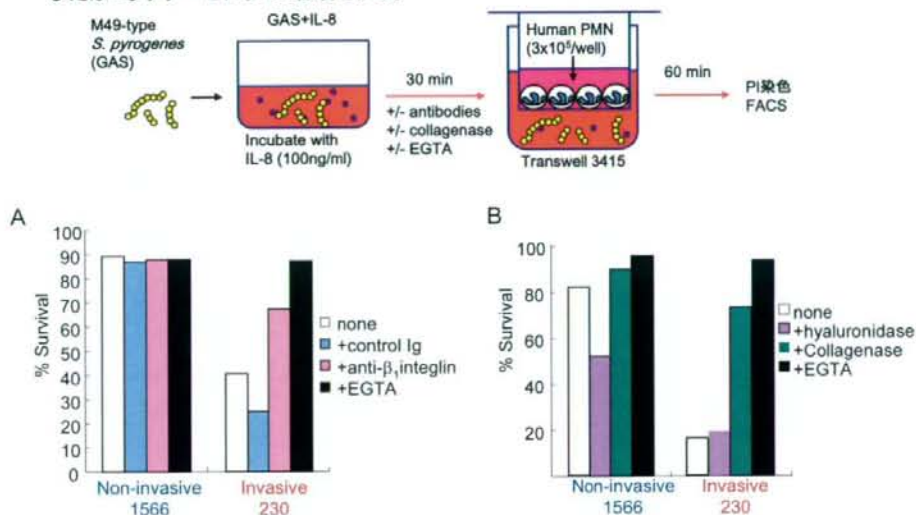 M49-type
S. pyrogenes
(GAS)
GAS+IL-8
Incubate with
IL-8 (100ng/ml)
30 min
+/- antibodies
+/- collagenase
+/- EGTA
Human PMN
(3x10⁵/well)
Transwell 3415
60 min
PI染色
FACS
A
% Survival
100
90
80
70
60
50
40
30
20
10
0
Non-invasive
1566
Invasive
230
none
+control Ig
+anti-β₁integlin
+EGTA
B
% Survival
100
80
60
40
20
Non-invasive
1566
Invasive
230
none
+hyaluronidase
+Collagenase
+EGTA